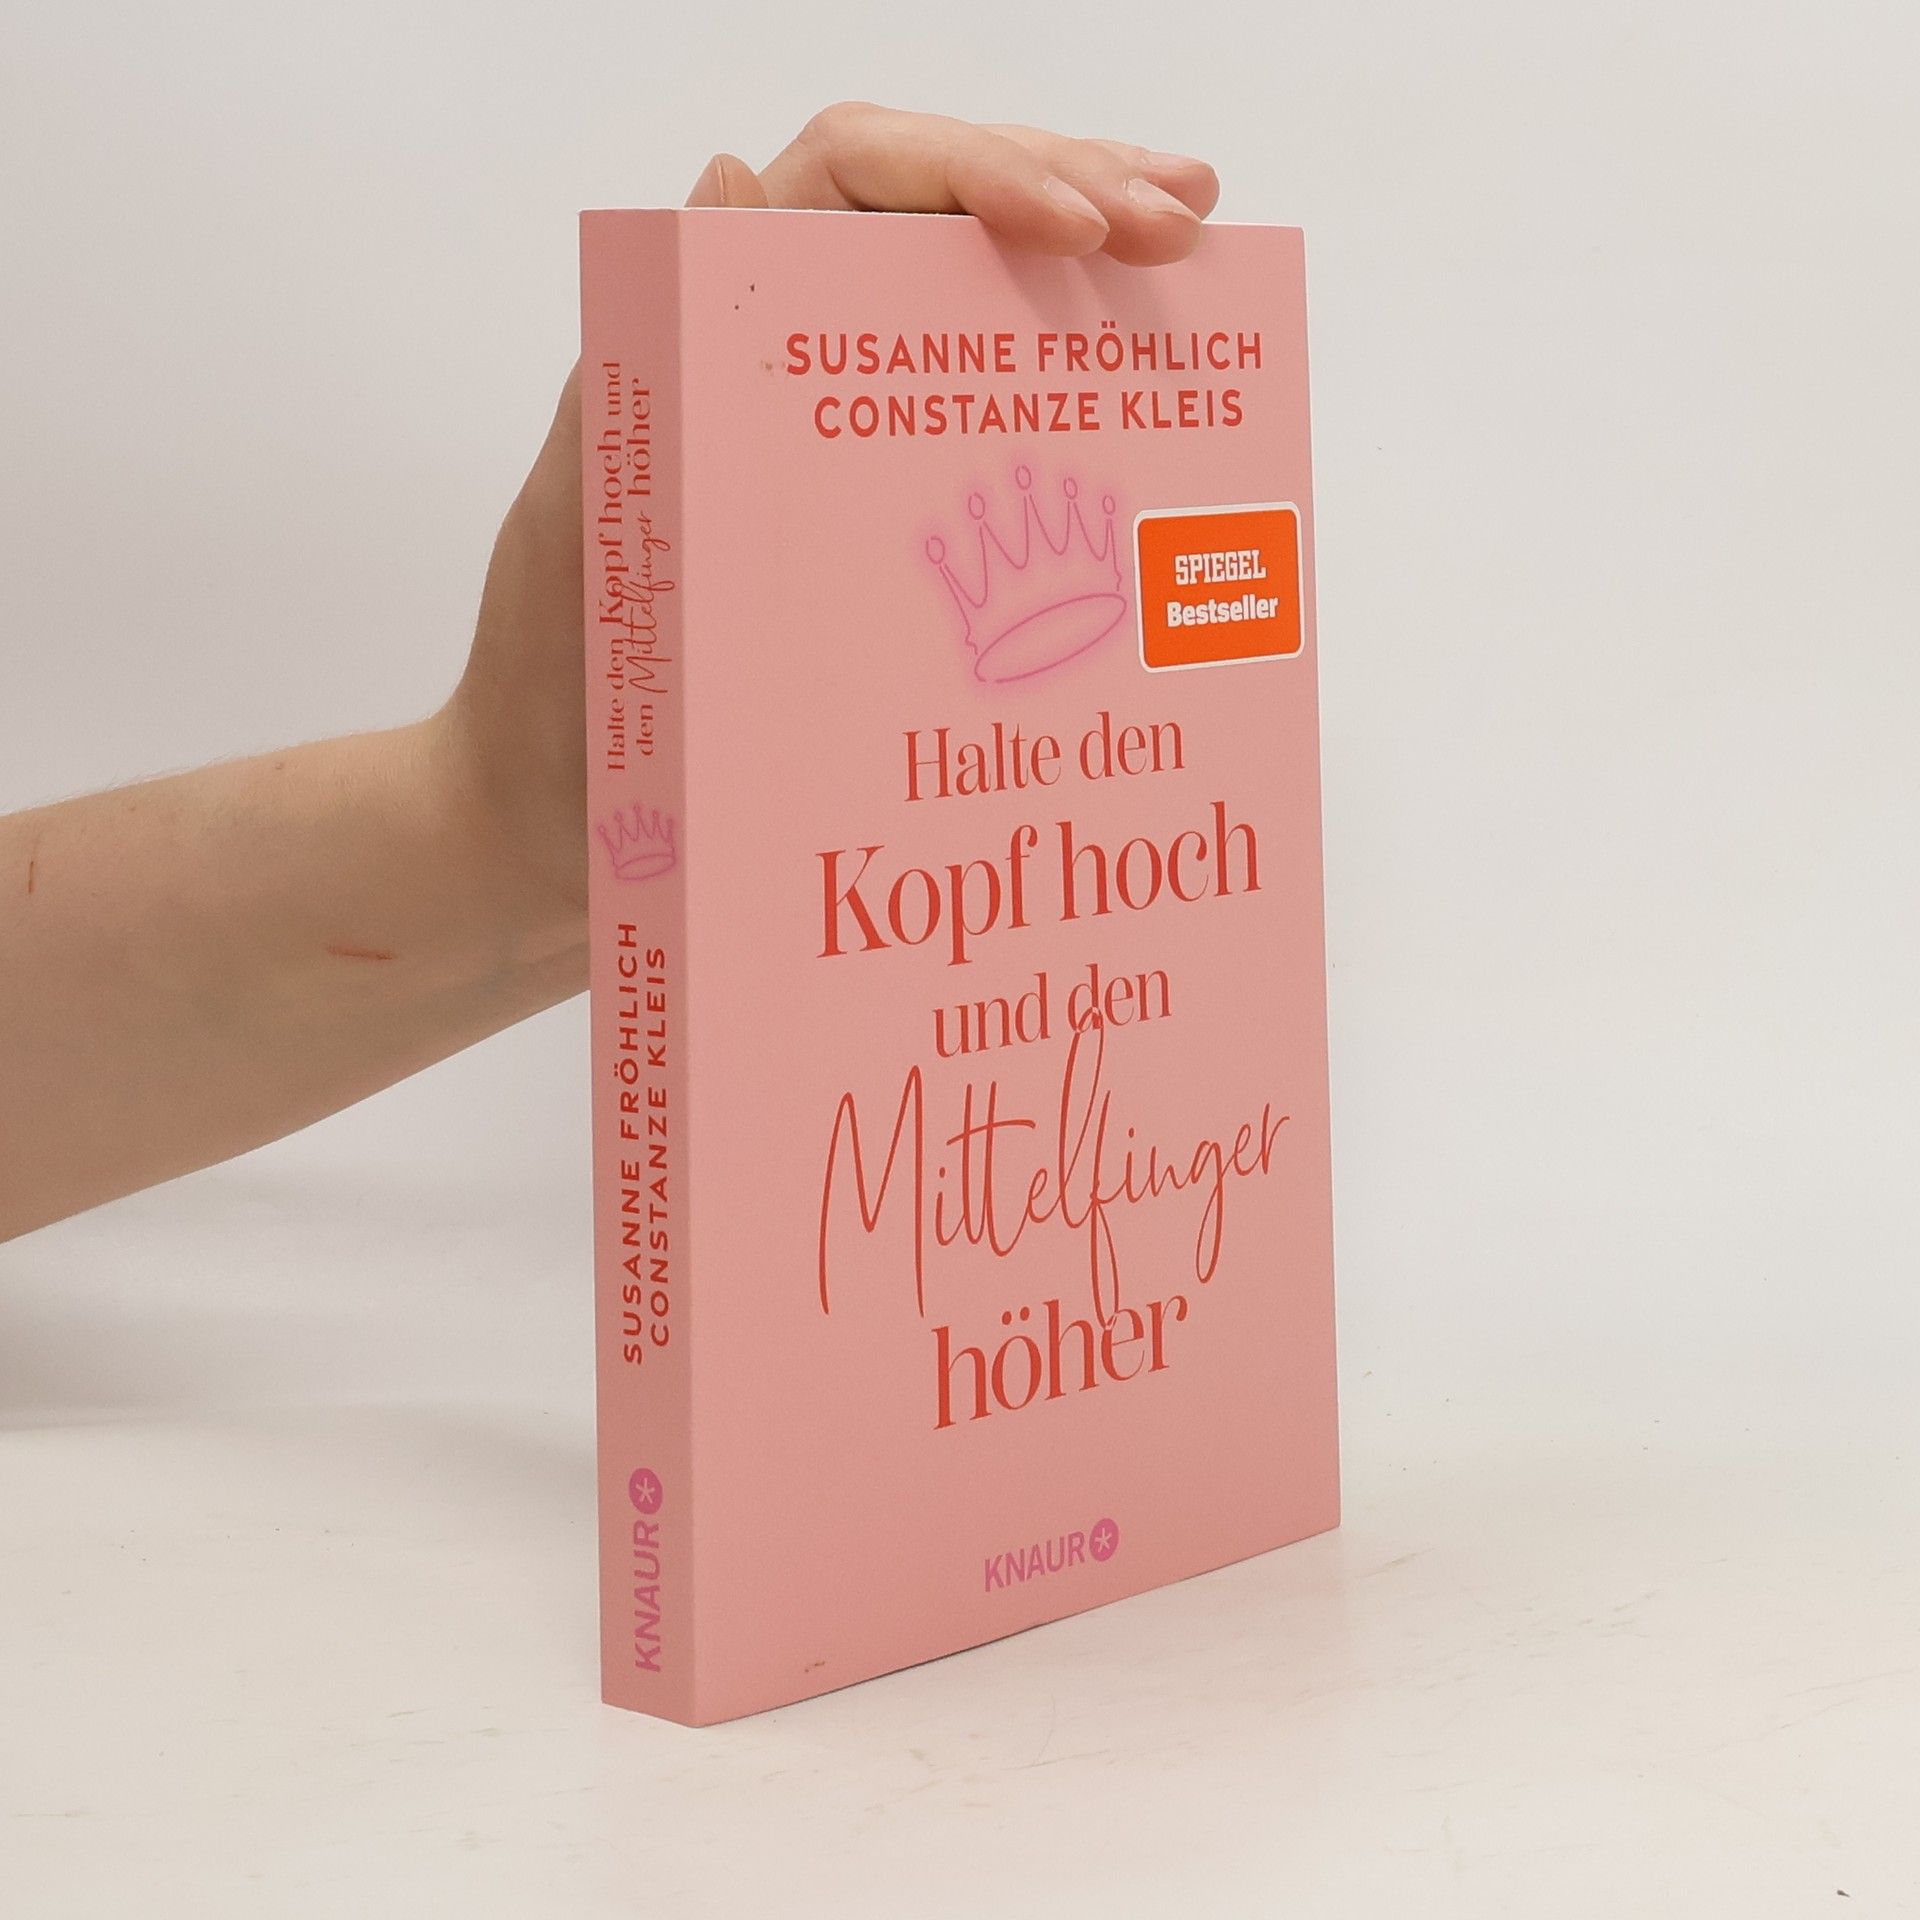 Halte den Kopf hoch und
den Mittelfinger höher
SUSANNE FRÖHLICH
CONSTANZE KLEIS
KNAUR
SUSANNE FRÖHLICH
CONSTANZE KLEIS
SPIEGEL
Bestseller
Halte den
Kopf hoch
und den
Mittelfinger
höher
KNAUR